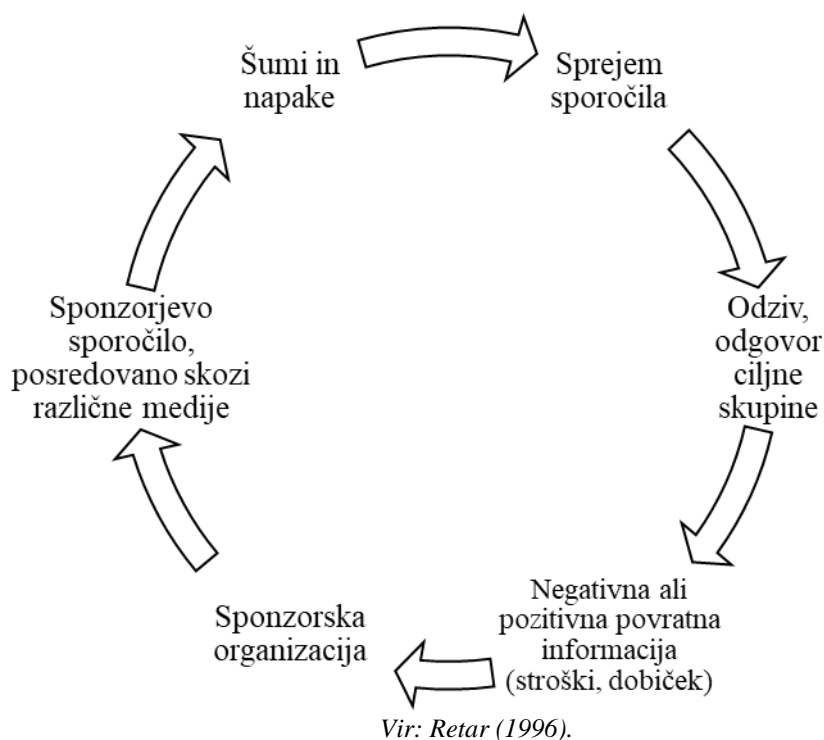 Šumi in
napake
Sprejem
sporočila
Odziv,
odgovor
ciljne
skupine
Negativna ali
pozitivna povratna
informacija
(stroški, dobiček)
Sponzorska
organizacija
Sponzorjevo
sporočilo,
posredovano skozi
različne medije
Vir: Retar (1996).